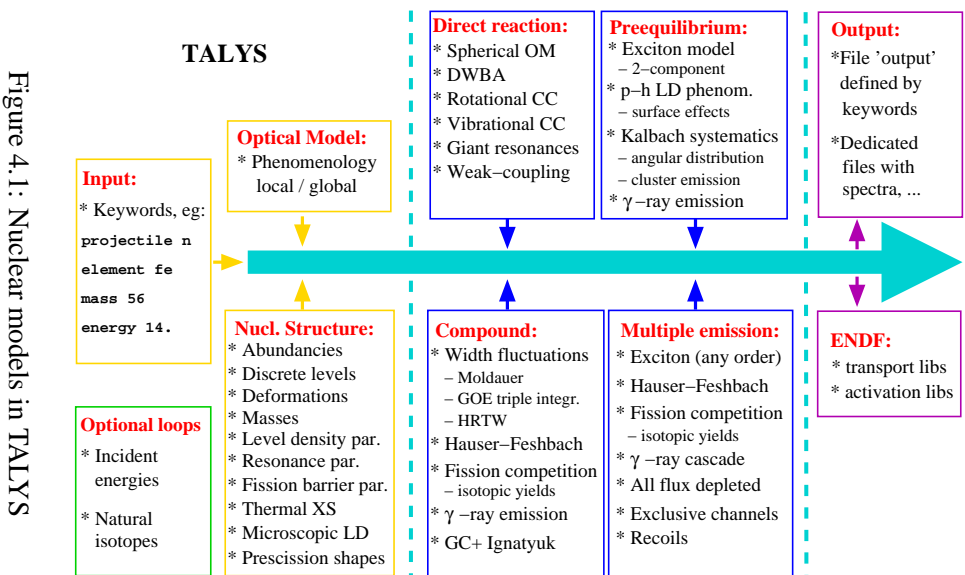 TALYS
Input:
* Keywords, eg:
projectile n
element fe
mass 56
energy 14.
Optional loops
* Incident
energies
* Natural
isotopes
Optical Model:
* Phenomenology
local / global
Nucl. Structure:
* Abundancies
* Discrete levels
* Deformations
* Masses
* Level density par.
* Resonance par.
* Fission barrier par.
* Thermal XS
* Microscopic LD
* Prescission shapes
Direct reaction:
* Spherical OM
* DWBA
* Rotational CC
* Vibrational CC
* Giant resonances
* Weak−coupling
Preequilibrium:
* Exciton model
− 2−component
* p−h LD phenom.
− surface effects
* Kalbach systematics
− angular distribution
− cluster emission
* γ −ray emission
Compound:
* Width fluctuations
− Moldauer
− GOE triple integr.
− HRTW
* Hauser−Feshbach
* Fission competition
− isotopic yields
* γ −ray emission
* GC+ Ignatyuk
Multiple emission:
* Exciton (any order)
* Hauser−Feshbach
* Fission competition
− isotopic yields
* γ −ray cascade
* All flux depleted
* Exclusive channels
* Recoils
Output:
*File ’output’
defined by
keywords
*Dedicated
files with
spectra, ...
ENDF:
* transport libs
* activation libs
Figure 4.1: Nuclear models in TALYS